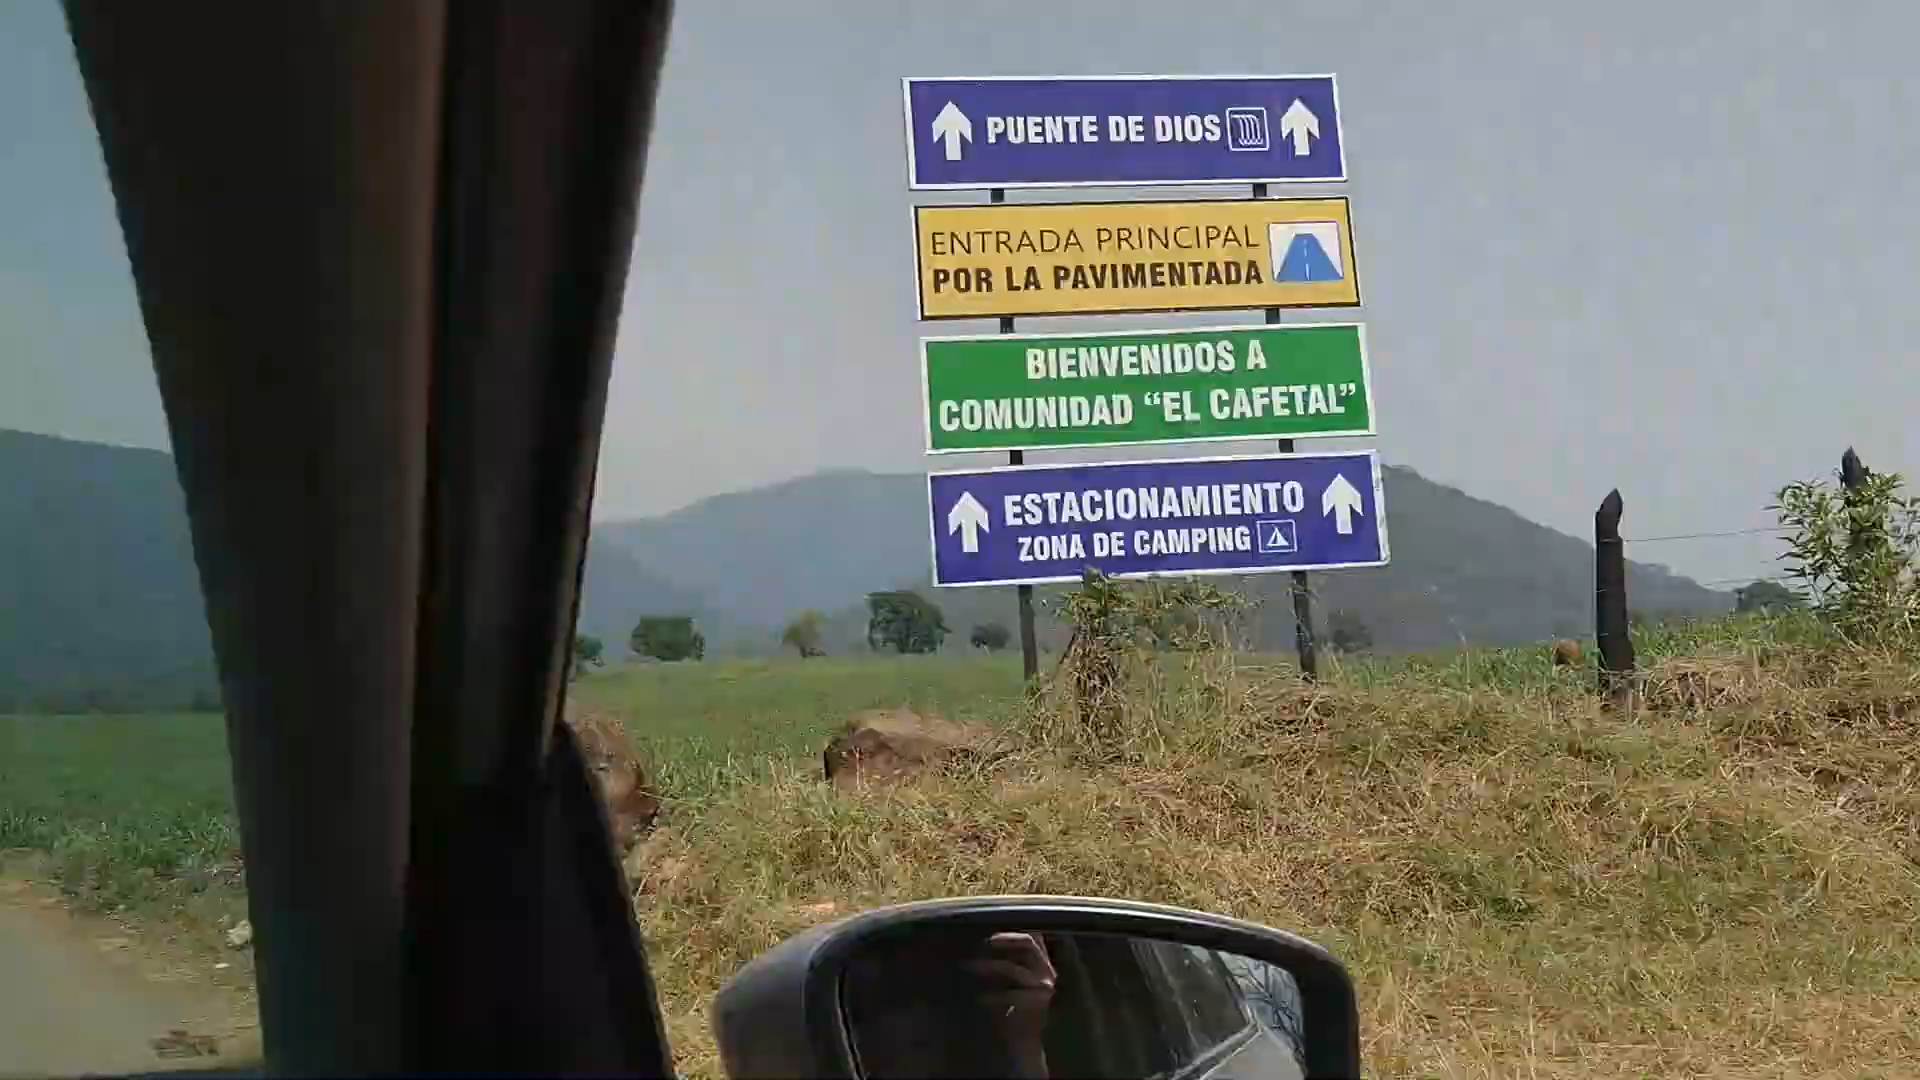 PUENTE DE DIOS
ENTRADA PRINCIPAL
POR LA PAVIMENTADA
BIENVENIDOS A
COMUNIDAD “EL CAFETAL”
ESTACIONAMIENTO
ZONA DE CAMPING